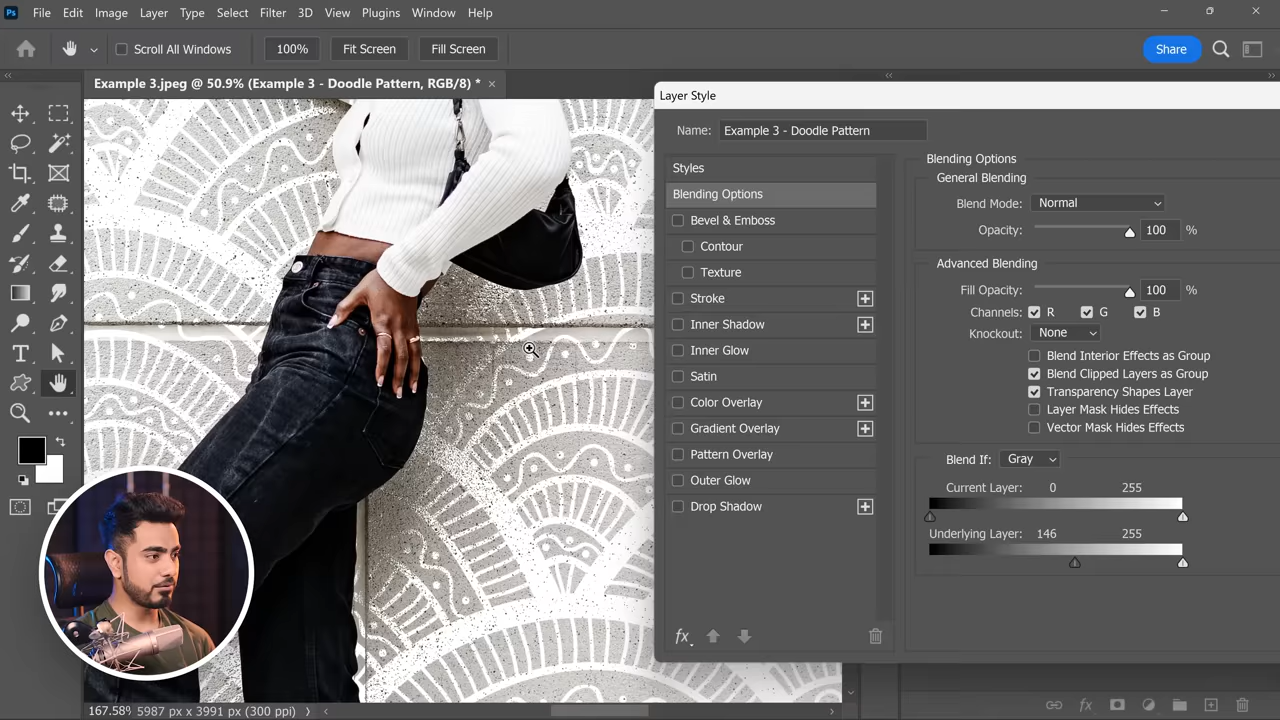 Ps File Edit Image Layer Type Select Filter 3D View Plugins Window Help
Scroll All Windows 100% Fit Screen Fill Screen Share
Example 3.jpeg @ 50.9% (Example 3 - Doodle Pattern, RGB/8) *
Layer Style
Name: Example 3 - Doodle Pattern
Styles
Blending Options
Bevel & Emboss
Contour
Texture
Stroke
Inner Shadow
Inner Glow
Satin
Color Overlay
Gradient Overlay
Pattern Overlay
Outer Glow
Drop Shadow
fx
Blending Options
General Blending
Blend Mode: Normal
Opacity: 100 %
Advanced Blending
Fill Opacity: 100 %
Channels: R G B
Knockout: None
Blend Interior Effects as Group
Blend Clipped Layers as Group
Transparency Shapes Layer
Layer Mask Hides Effects
Vector Mask Hides Effects
Blend If: Gray
Current Layer: 0 255
Underlying Layer: 146 255
167.58% 5987 px x 3991 px (300 ppi)
fx